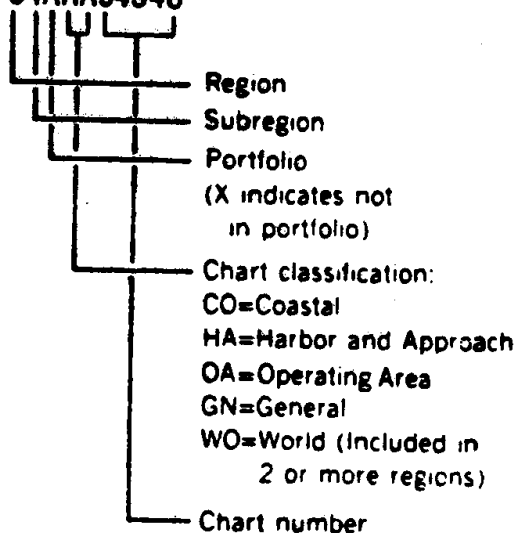 Region
Subregion
Portfolio
(X indicates not
in portfolio)
Chart classification:
CO=Coastal
HA=Harbor and Approach
OA=Operating Area
GN=General
WO=World (Included in
2 or more regions)
Chart number